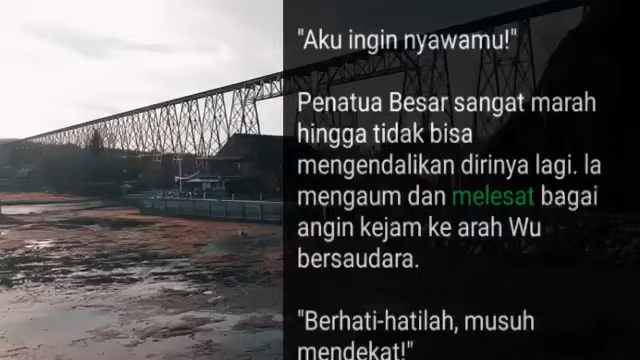 "Aku ingin nyawamu!"
Penatua Besar sangat marah
hingga tidak bisa
mengendalikan dirinya lagi. Ia
mengaum dan melesat bagai
angin kejam ke arah Wu
bersaudara.
"Berhati-hatilah, musuh
mendekat!"